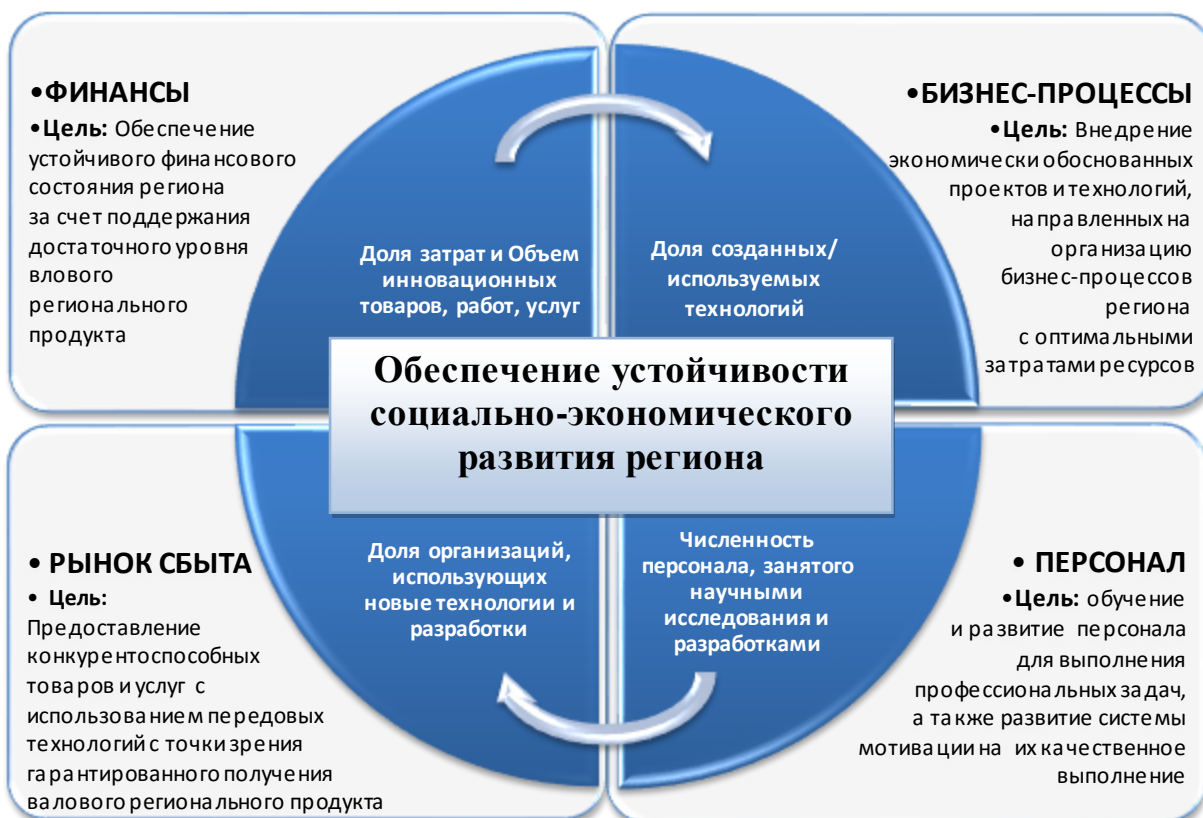 •ФИНАНСЫ
•Цель: Обеспечение
устойчивого финансового
состояния региона
за счет поддержания
достаточного уровня
влового
регионального
продукта
•БИЗНЕС-ПРОЦЕССЫ
•Цель: Внедрение
экономически обоснованных
проектов и технологий,
направленных на
организацию
бизнес-процессов
региона
с оптимальными
затратами ресурсов
Доля затрат и Объем
инновационных
товаров, работ, услуг
Доля созданных/
используемых
технологий
Обеспечение устойчивости
социально-экономического
развития региона
• РЫНОК СБЫТА
• Цель:
Предоставление
конкурентоспособных
товаров и услуг с
использованием передовых
технологий с точки зрения
гарантированного получения
валового регионального продукта
Доля организаций,
использующих
новые технологии и
разработки
Численность
персонала, занятого
научными
исследования и
разработками
• ПЕРСОНАЛ
•Цель: обучение
и развитие персонала
для выполнения
профессиональных задач,
а также развитие системы
мотивации на их качественное
выполнение